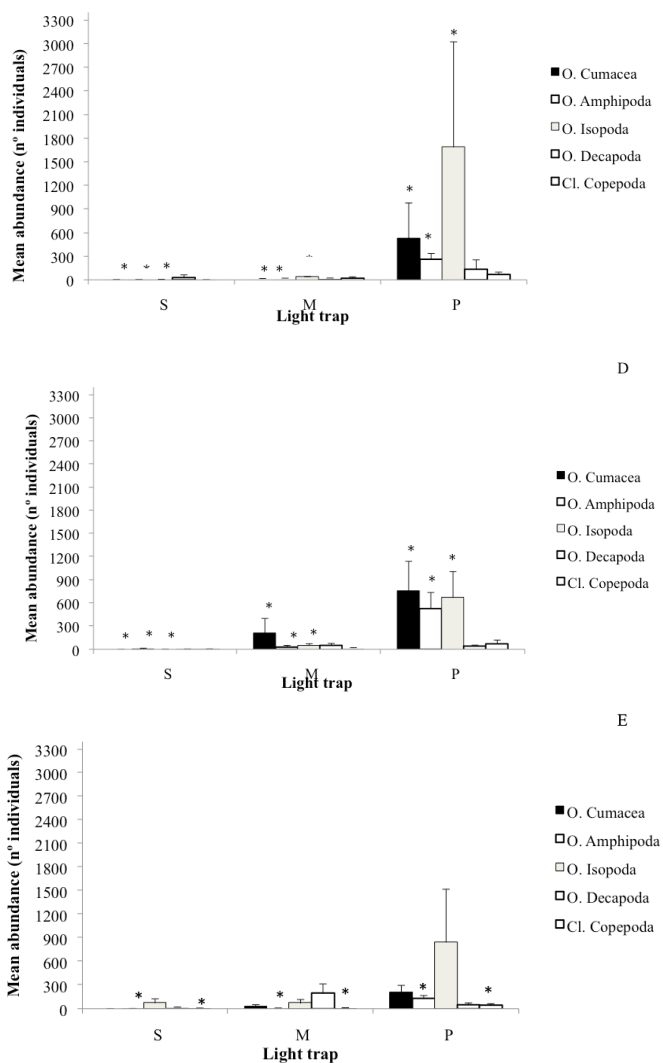 3300
3000
2700
2400
2100
1800
1500
1200
900
600
300
0
Mean abundance (nº individuals)
*
*
*
*
*
*
*
*
S
M
P
Light trap
O. Cumacea
O. Amphipoda
O. Isopoda
O. Decapoda
Cl. Copepoda
D
3300
3000
2700
2400
2100
1800
1500
1200
900
600
300
0
Mean abundance (nº individuals)
*
*
*
*
*
*
*
*
*
S
M
P
Light trap
O. Cumacea
O. Amphipoda
O. Isopoda
O. Decapoda
Cl. Copepoda
E
3300
3000
2700
2400
2100
1800
1500
1200
900
600
300
0
Mean abundance (nº individuals)
*
*
*
*
*
*
S
M
P
Light trap
O. Cumacea
O. Amphipoda
O. Isopoda
O. Decapoda
Cl. Copepoda